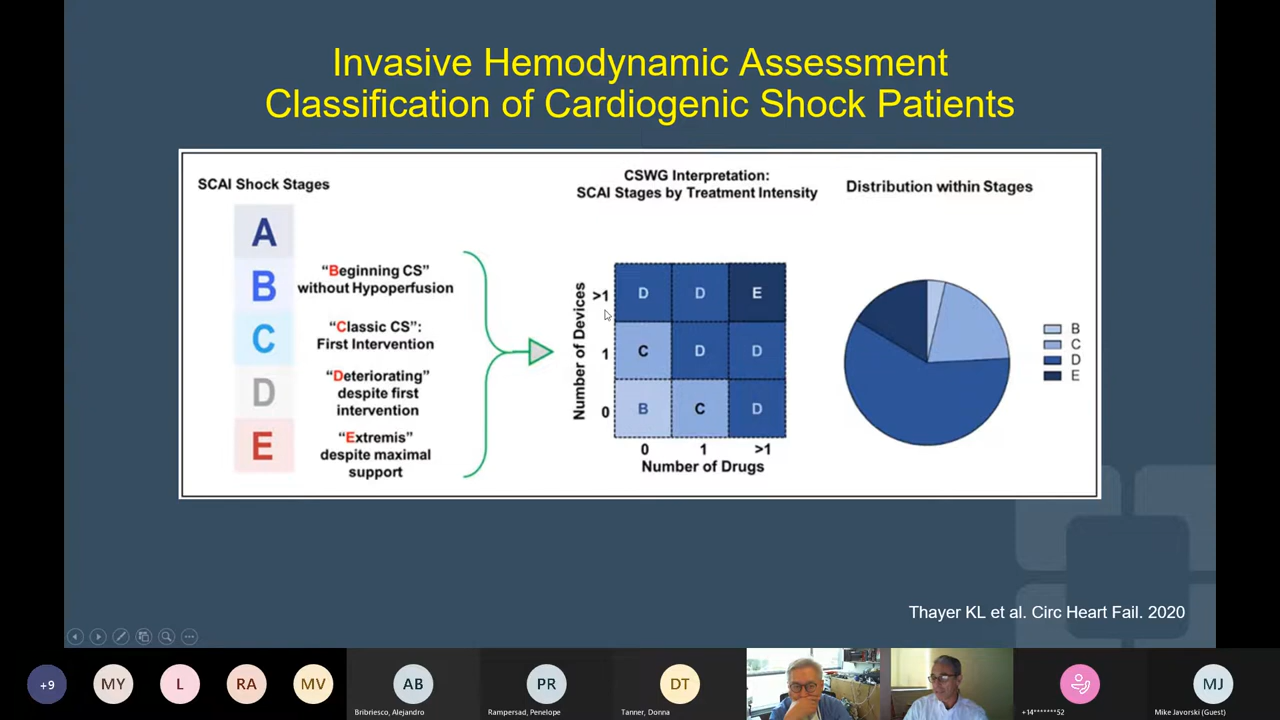 Invasive Hemodynamic Assessment
Classification of Cardiogenic Shock Patients
SCAI Shock Stages
A
B
"Beginning CS"
without Hypoperfusion
C
"Classic CS":
First Intervention
D
"Deteriorating"
despite first
intervention
E
"Extremis"
despite maximal
support
CSWG Interpretation:
SCAI Stages by Treatment Intensity
Number of Devices
>1 D D E
1 C D D
0 B C D
0 1 >1
Number of Drugs
Distribution within Stages
B
C
D
E
Thayer KL et al. Circ Heart Fail. 2020
+9
MY
L
RA
MV
AB
Bribriesco, Alejandro
PR
Rampersad, Penelope
DT
Tanner, Donna
+14*******52
MJ
Mike Javorski (Guest)